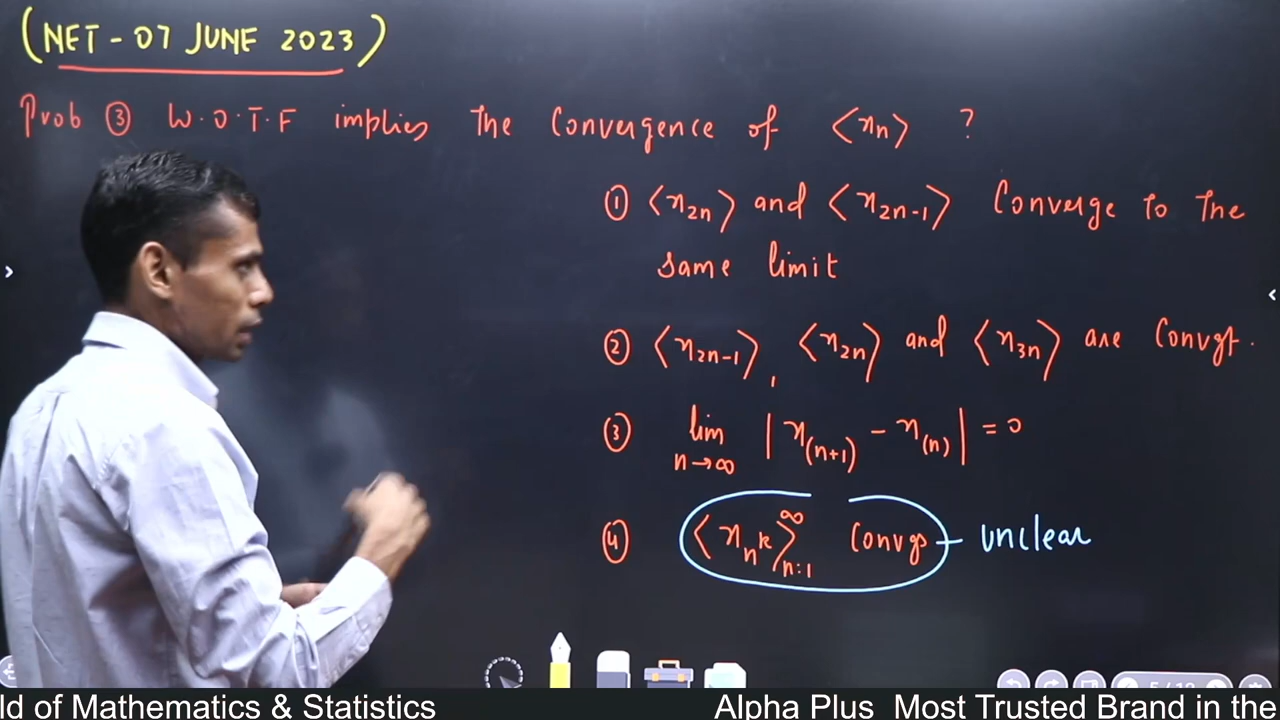 (NET - 07 JUNE 2023)
Prob ③ W.O.T.F implies the Convergence of <xn> ?
① <x2n> and <x2n-1> Converge to the
same limit
② <x2n-1>, <x2n> and <x3n> are Convgt.
③ lim n→∞ |x(n+1) - x(n)| = 0
④ <xn^k>∞ n=1 Convgs - unclear
ld of Mathematics & Statistics Alpha Plus Most Trusted Brand in the